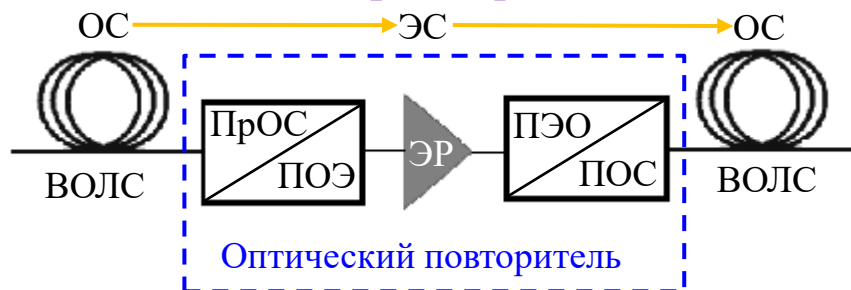 ОС ЭС ОС
ПрОС
ПОЭ
ЭР
ПЭО
ПОС
ВОЛС
ВОЛС
Оптический повторитель